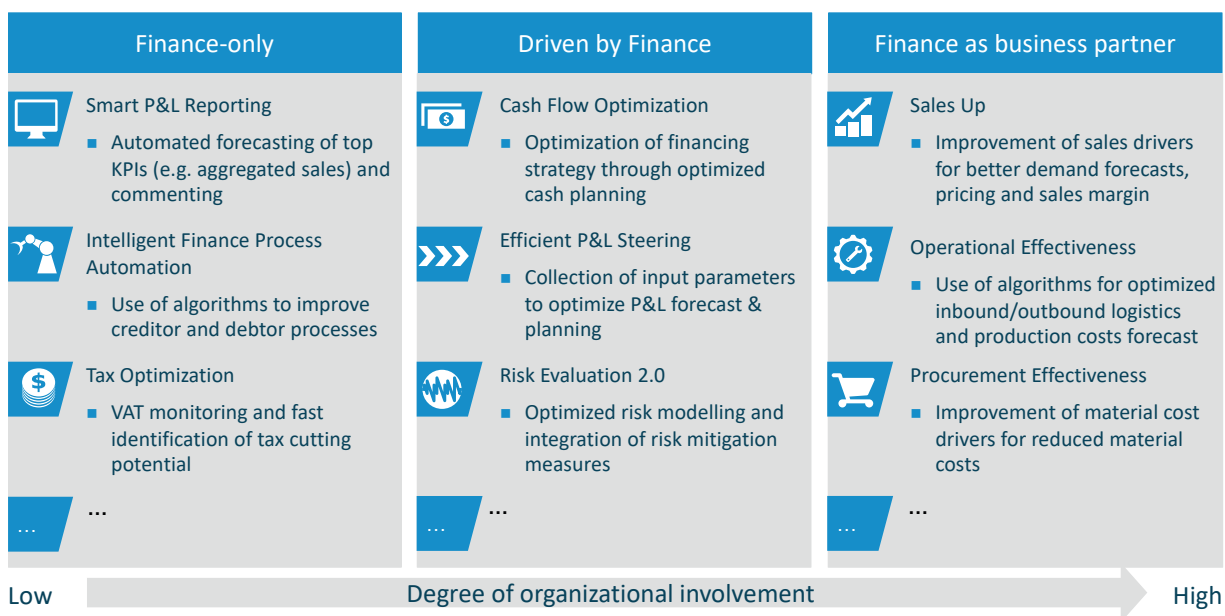 Finance-only
Smart P&L Reporting
■ Automated forecasting of top
KPIs (e.g. aggregated sales) and
commenting
Intelligent Finance Process
Automation
■ Use of algorithms to improve
creditor and debtor processes
$
Tax Optimization
■ VAT monitoring and fast
identification of tax cutting
potential
...
...
Driven by Finance
$
Cash Flow Optimization
■ Optimization of financing
strategy through optimized
cash planning
Efficient P&L Steering
■ Collection of input parameters
to optimize P&L forecast &
planning
Risk Evaluation 2.0
■ Optimized risk modelling and
integration of risk mitigation
measures
...
...
Finance as business partner
Sales Up
■ Improvement of sales drivers
for better demand forecasts,
pricing and sales margin
Operational Effectiveness
■ Use of algorithms for optimized
inbound/outbound logistics
and production costs forecast
Procurement Effectiveness
■ Improvement of material cost
drivers for reduced material
costs
...
...
Low
Degree of organizational involvement
High